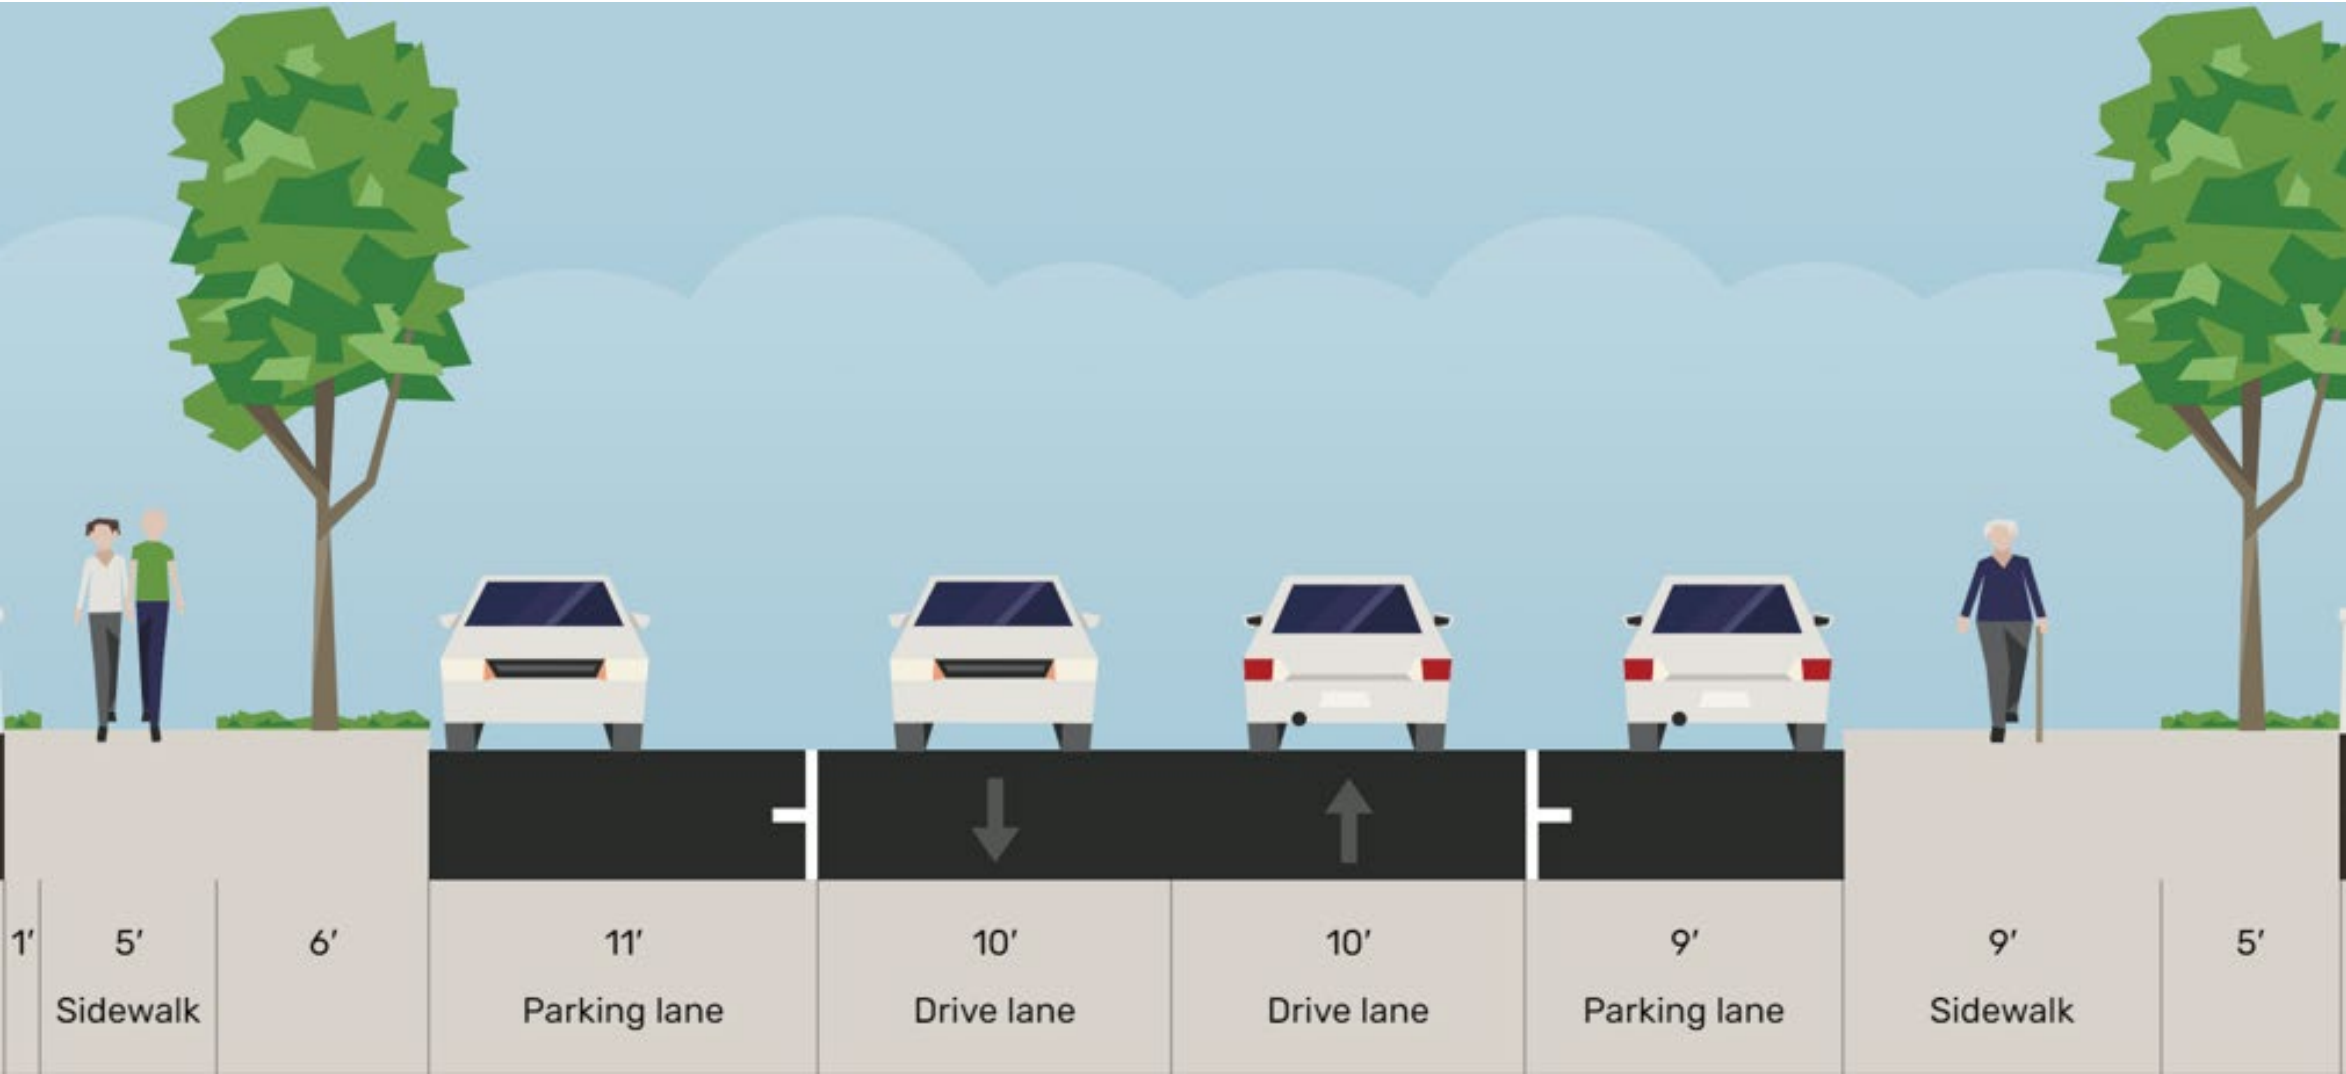 1′ 5′ 6′ 11′ 10′ 10′ 9′ 9′ 5′
Sidewalk Parking lane Drive lane Drive lane Parking lane Sidewalk